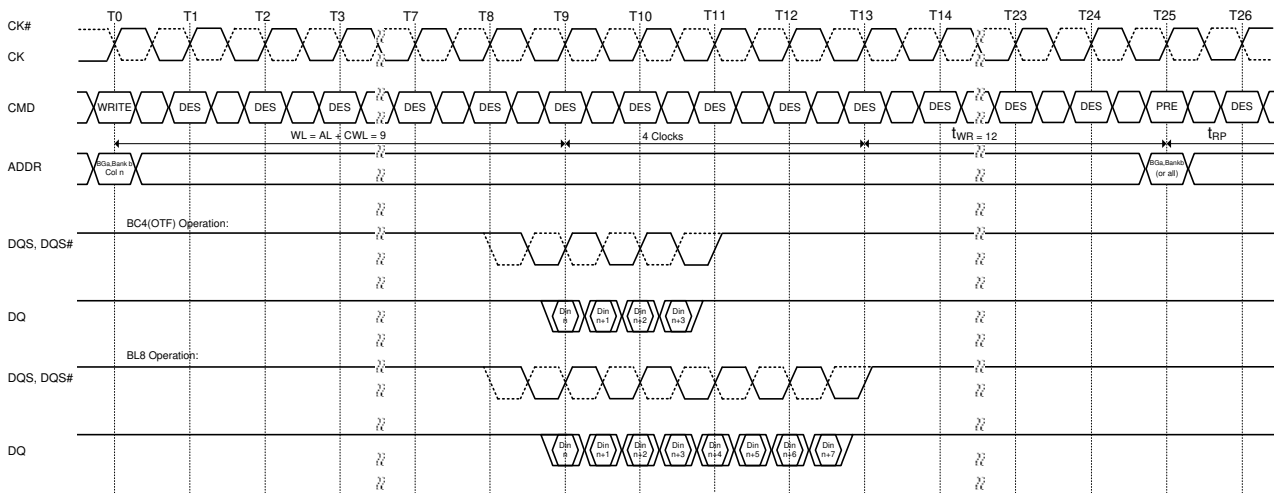 T0 T1 T2 T3 T7 T8 T9 T10 T11 T12 T13 T14 T23 T24 T25 T26
CK#
CK
CMD WRITE DES DES DES DES DES DES DES DES DES DES DES DES DES PRE DES
WL = AL + CWL = 9 4 Clocks tWR = 12 tRP
ADDR
BGa,Bank b
Col n
BGa,Bankb
(or all)
BC4(OTF) Operation:
DQS, DQS#
DQ
Din n Din n+1 Din n+2 Din n+3
BL8 Operation:
DQS, DQS#
DQ
Din n Din n+1 Din n+2 Din n+3 Din n+4 Din n+5 Din n+6 Din n+7